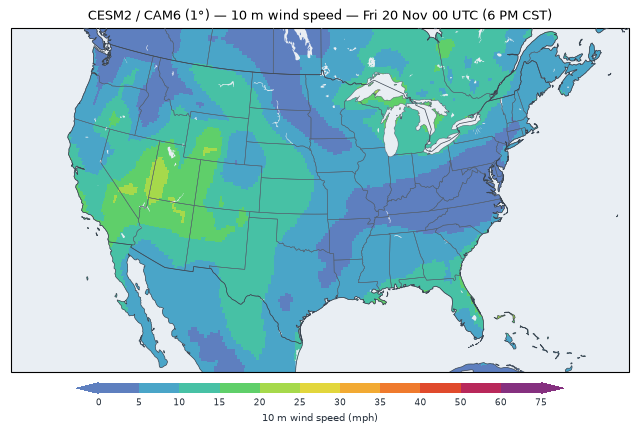 CESM2 / CAM6 (1°) — 10 m wind speed — Fri 20 Nov 00 UTC (6 PM CST)
0 5 10 15 20 25 30 35 40 50 60 75
10 m wind speed (mph)